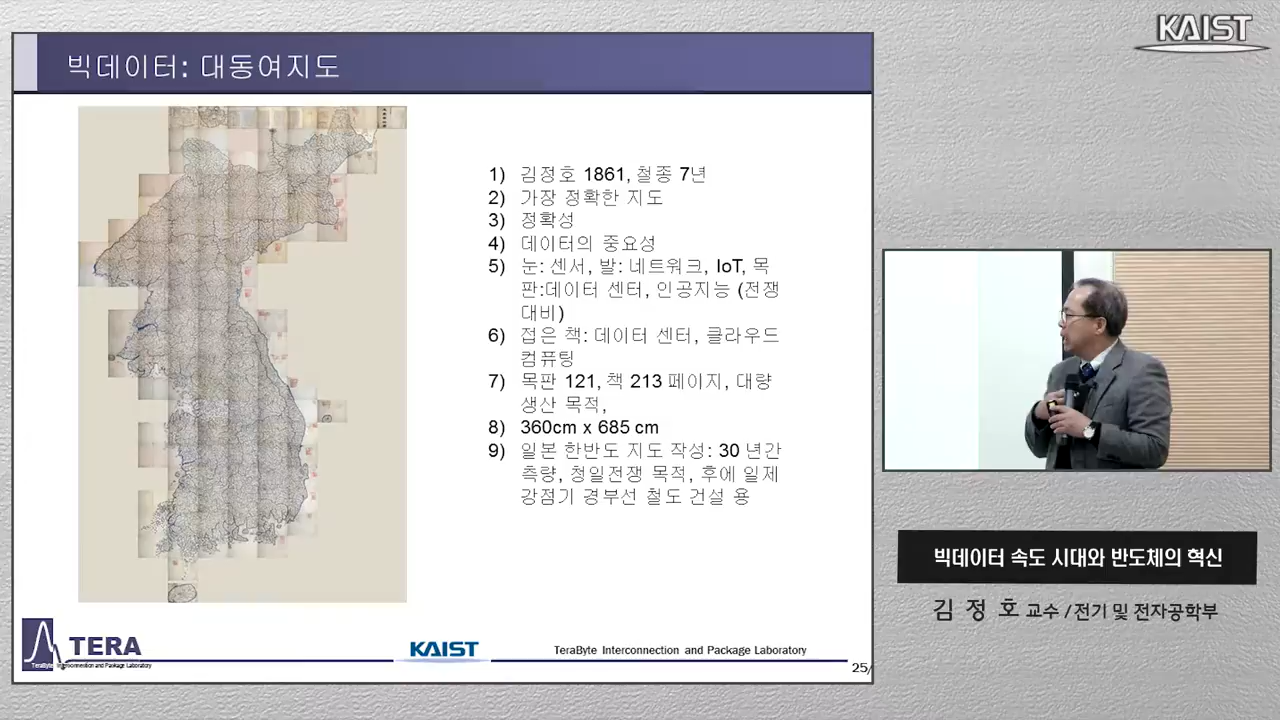 KAIST
빅데이터: 대동여지도
1) 김정호 1861, 철종 7년
2) 가장 정확한 지도
3) 정확성
4) 데이터의 중요성
5) 눈: 센서, 발: 네트워크, IoT, 목
판:데이터 센터, 인공지능 (전쟁
대비)
6) 접은 책: 데이터 센터, 클라우드
컴퓨팅
7) 목판 121, 책 213 페이지, 대량
생산 목적,
8) 360cm x 685 cm
9) 일본 한반도 지도 작성: 30 년간
측량, 청일전쟁 목적, 후에 일제
강점기 경부선 철도 건설 용
TERA
TeraByte Interconnection and Package Laboratory
KAIST
TeraByte Interconnection and Package Laboratory
25/
빅데이터 속도 시대와 반도체의 혁신
김 정 호 교수 / 전기 및 전자공학부